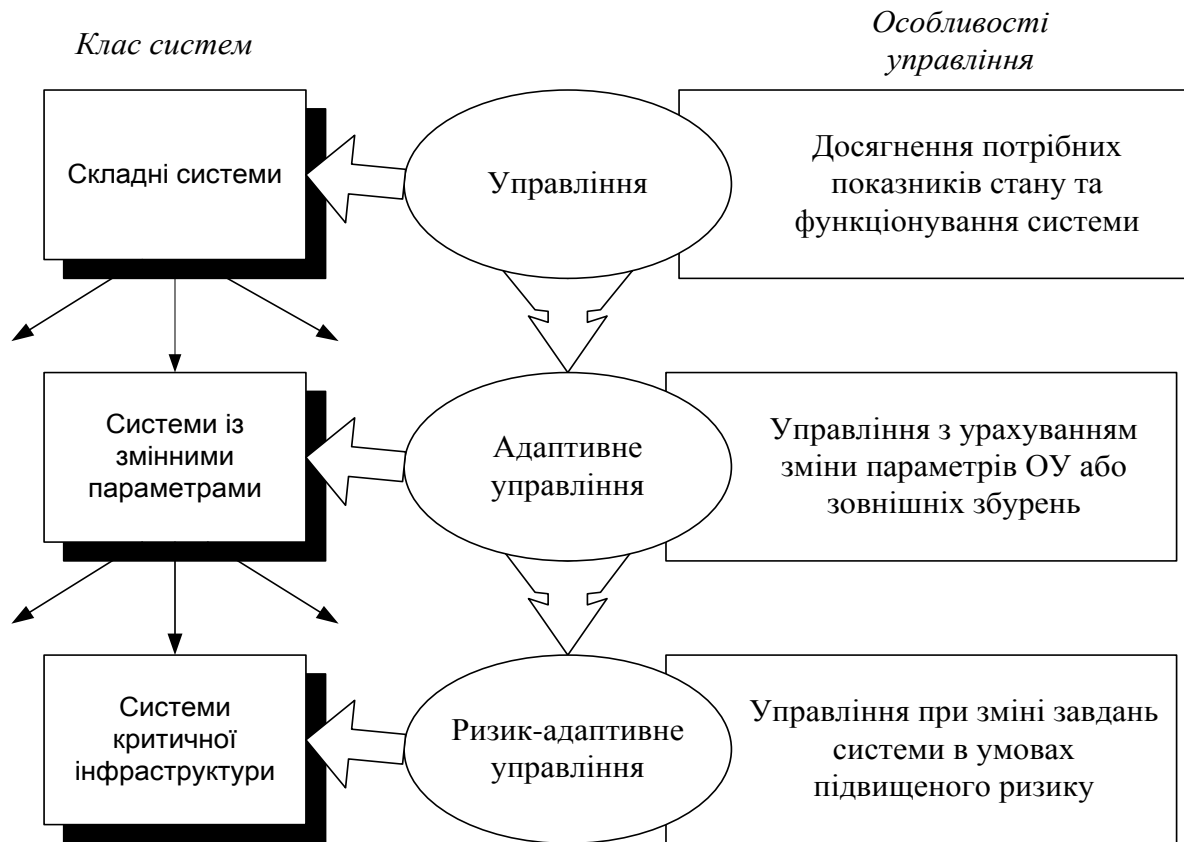 Клас систем
Особливості
управління
Складні системи
Управління
Досягнення потрібних
показників стану та
функціонування системи
Системи із
змінними
параметрами
Адаптивне
управління
Управління з урахуванням
зміни параметрів ОУ або
зовнішніх збурень
Системи
критичної
інфраструктури
Ризик-адаптивне
управління
Управління при зміні завдань
системи в умовах
підвищеного ризику